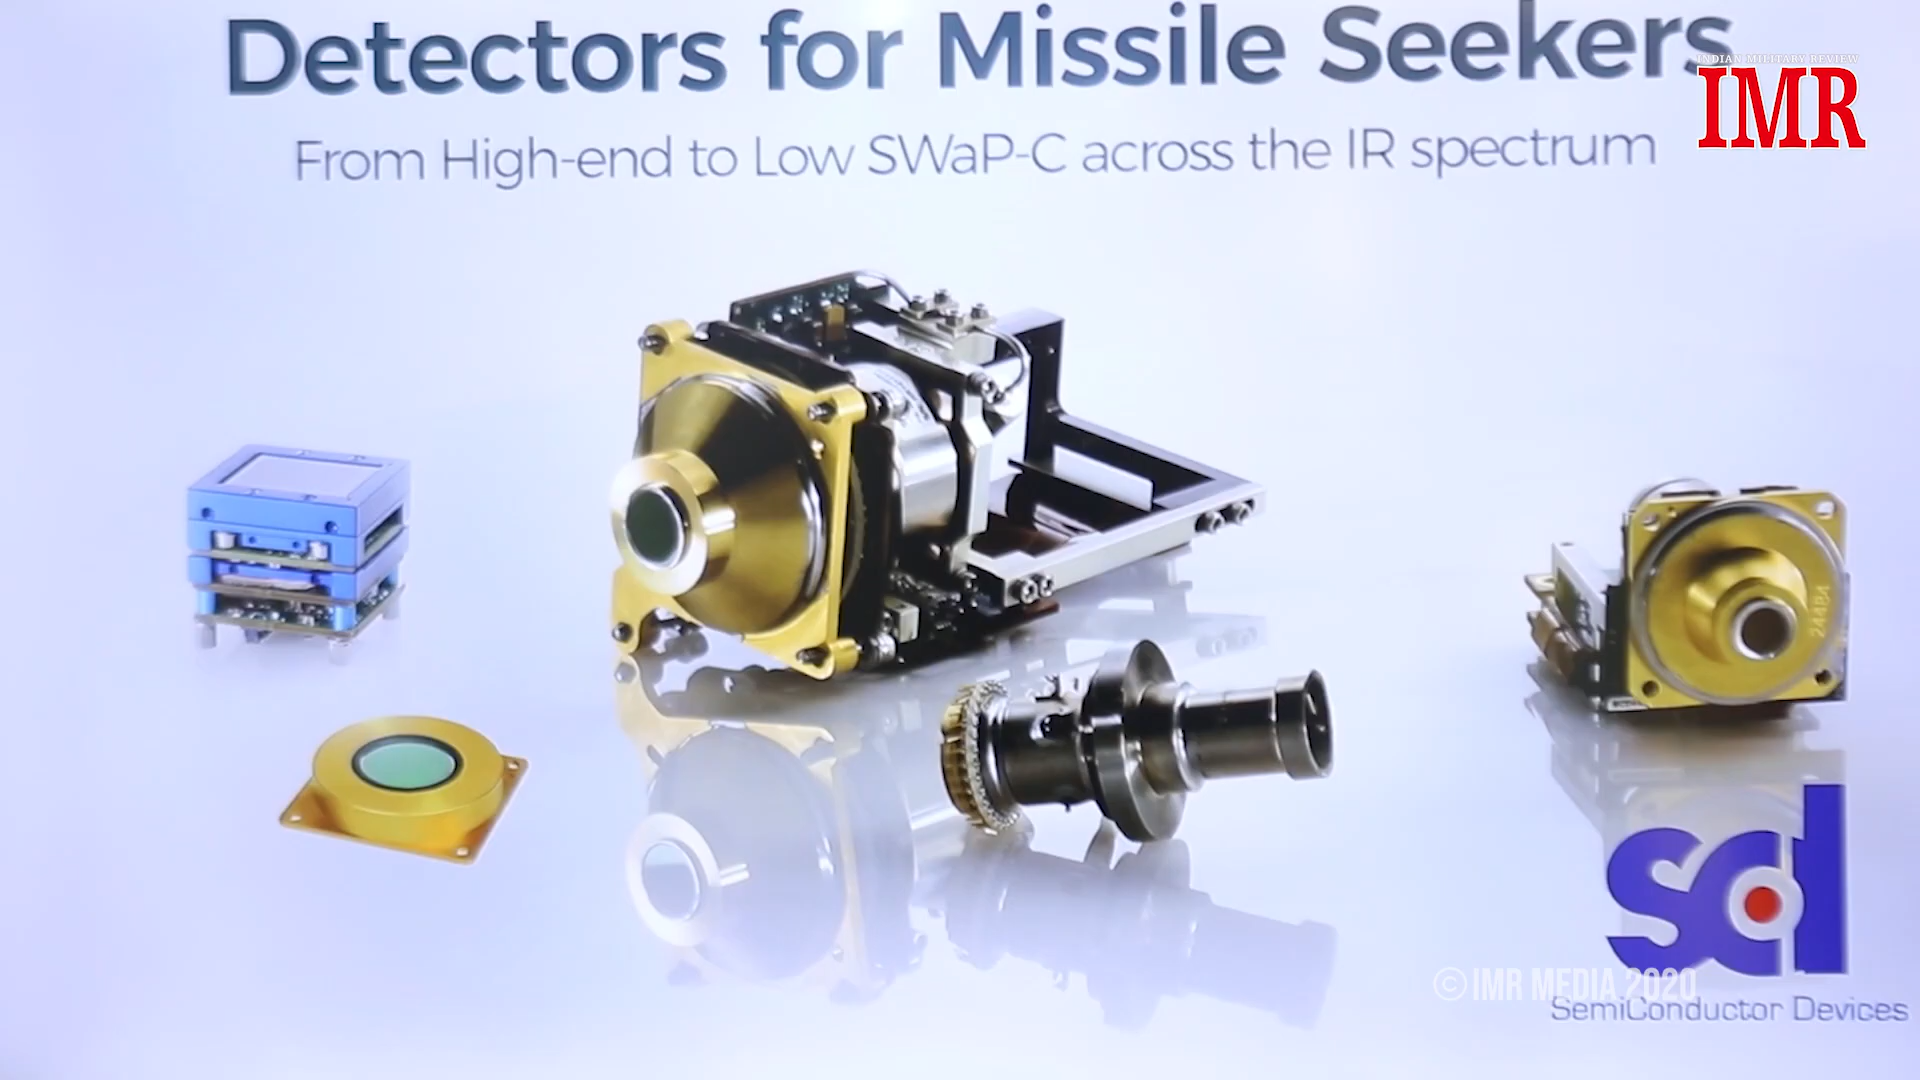 Detectors for Missile Seekers
INDIAN MILITARY REVIEW
IMR
From High-end to Low SWaP-C across the IR spectrum
2484
scd
© IMR MEDIA 2020
SemiConductor Devices